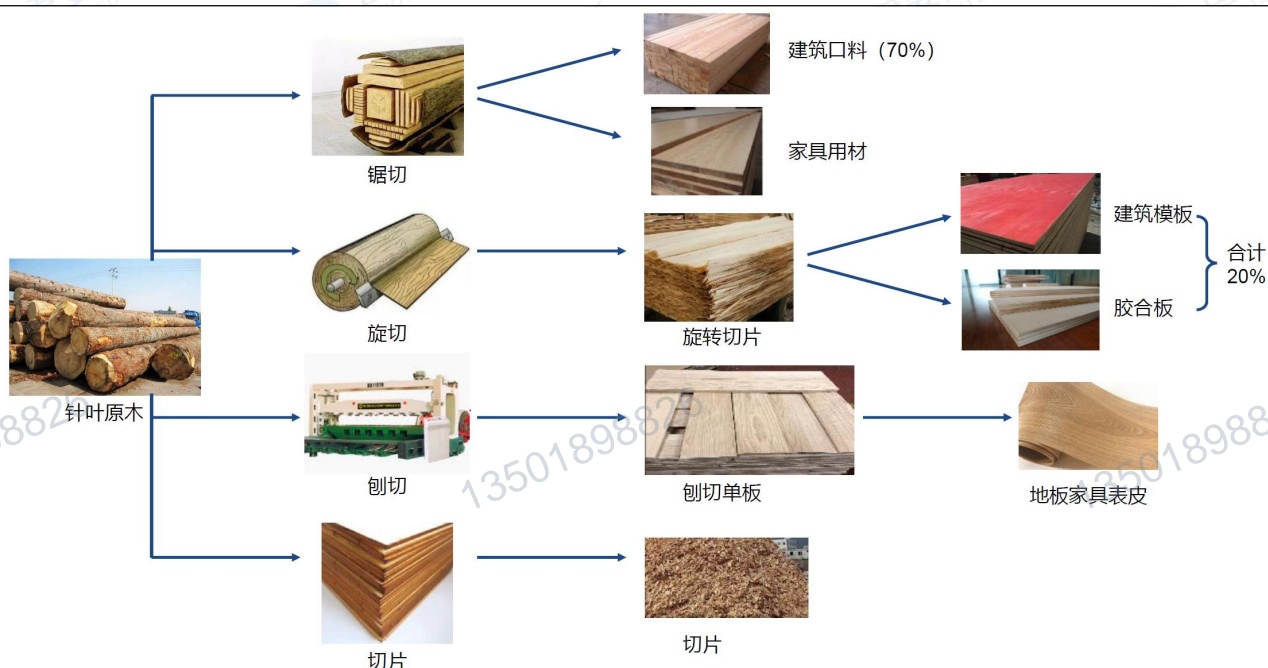 建筑口料（70%）
锯切
家具用材
建筑模板
合计
20%
旋切
旋转切片
胶合板
针叶原木
刨切
刨切单板
地板家具表皮
切片
切片
13501898826